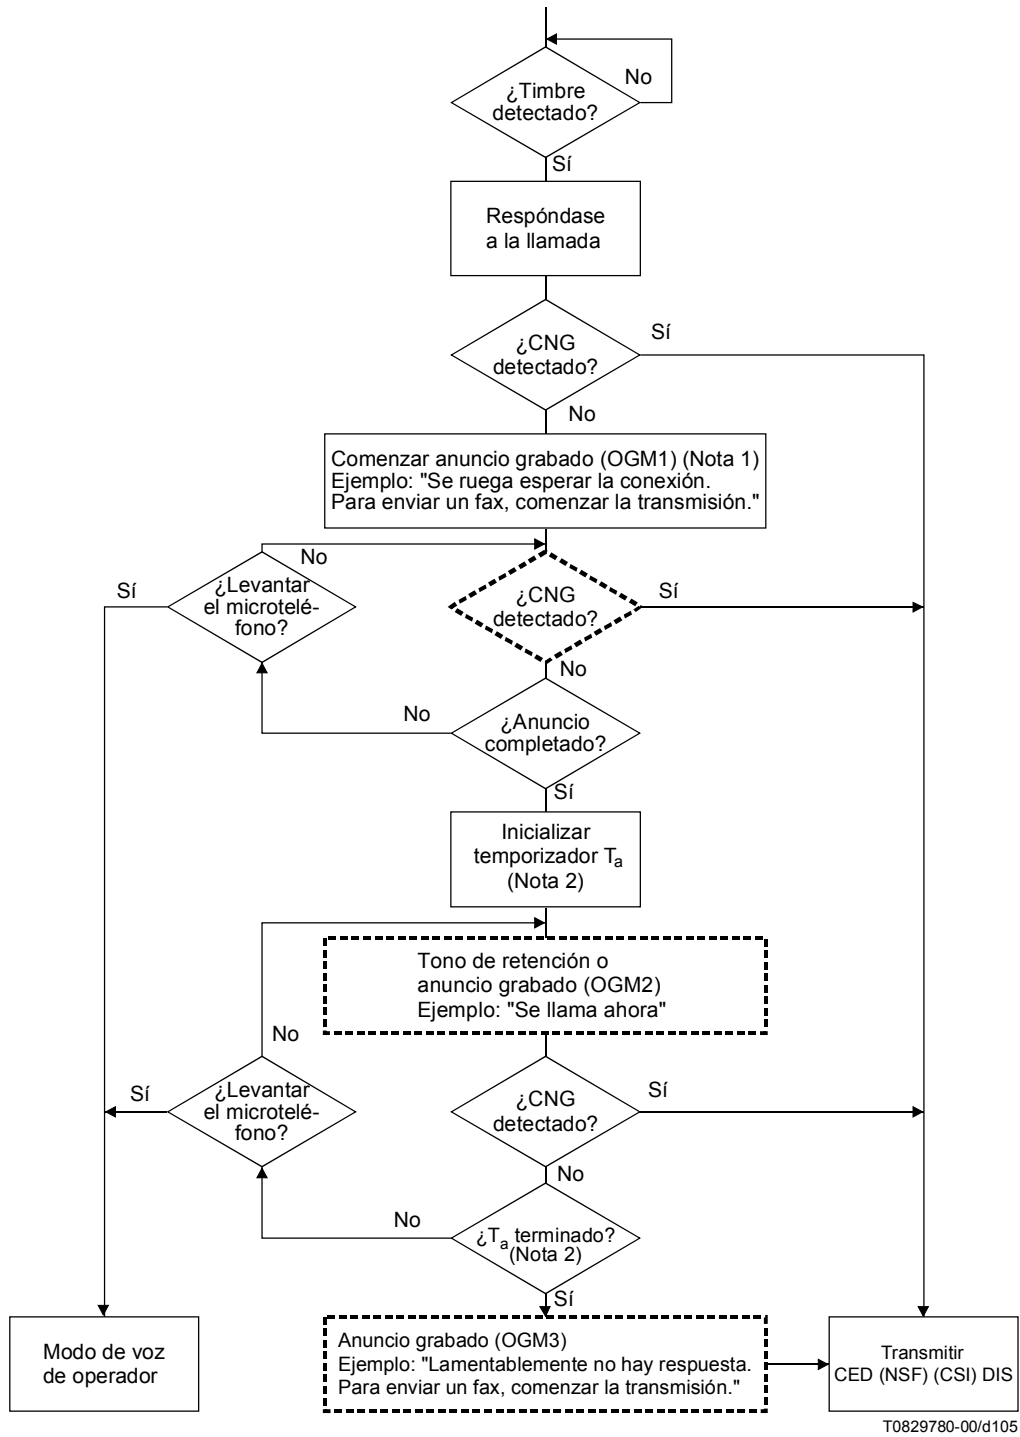 ¿Timbre
detectado?
No
Sí
Respóndase
a la llamada
¿CNG
detectado?
Sí
No
Comenzar anuncio grabado (OGM1) (Nota 1)
Ejemplo: "Se ruega esperar la conexión.
Para enviar un fax, comenzar la transmisión."
No
¿Levantar
el microtelé-
fono?
Sí
¿CNG
detectado?
Sí
No
¿Anuncio
completado?
No
Sí
Inicializar
temporizador Ta
(Nota 2)
Tono de retención o
anuncio grabado (OGM2)
Ejemplo: "Se llama ahora"
No
¿Levantar
el microtelé-
fono?
Sí
¿CNG
detectado?
Sí
No
¿Ta terminado?
(Nota 2)
No
Sí
Modo de voz
de operador
Anuncio grabado (OGM3)
Ejemplo: "Lamentablemente no hay respuesta.
Para enviar un fax, comenzar la transmisión."
Transmitir
CED (NSF) (CSI) DIS
T0829780-00/d105